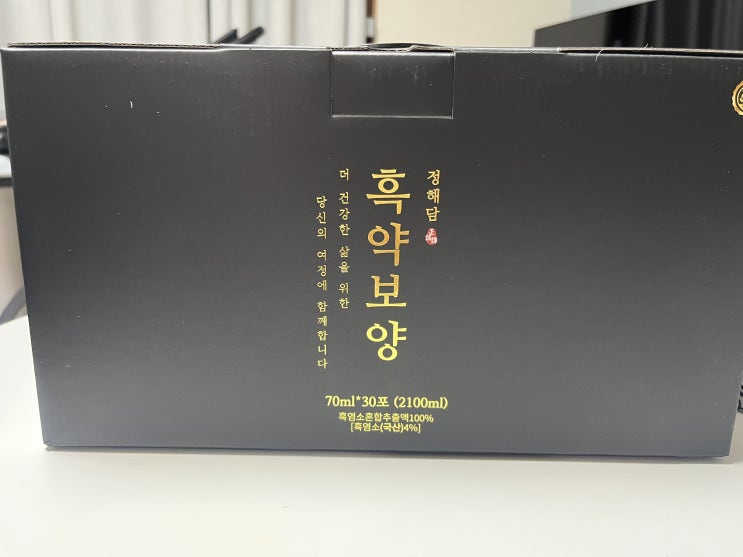 정해담
흑약보양
더 건강한 삶을 위한
당신의 여정에 함께합니다
70ml*30포 (2100ml)
흑염소혼합추출액100%
[흑염소(국산)4%]